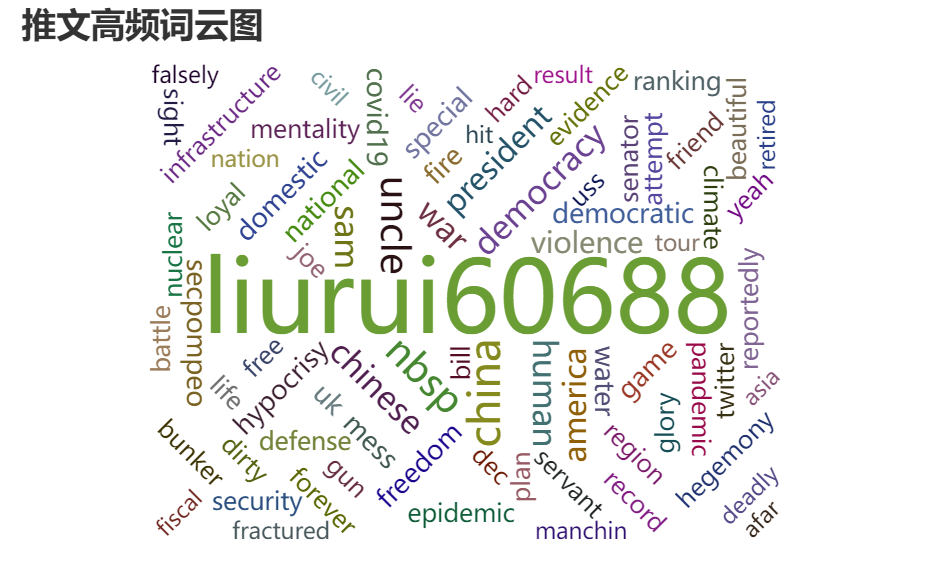 推文高频词云图
falsely
sight
infrastructure
civil
covid19
lie
special
hard
result
evidence
ranking
beautiful
retired
mentality
hit
nation
fire
president
senator
attempt
friend
loyal
domestic
national
uncle
democracy
uss
climate
yeah
sam
war
democratic
nuclear
joe
violence
tour
secpompeo
liurui60688
reportedly
battle
free
hypocrisy
chinese
nbsp
bill
china
human
america
water
game
pandemic
twitter
asia
life
uk
mess
glory
bunker
dirty
defense
freedom
dec
region
hegemony
gun
plan
servant
record
deadly
fiscal
security
forever
epidemic
afar
fractured
manchin